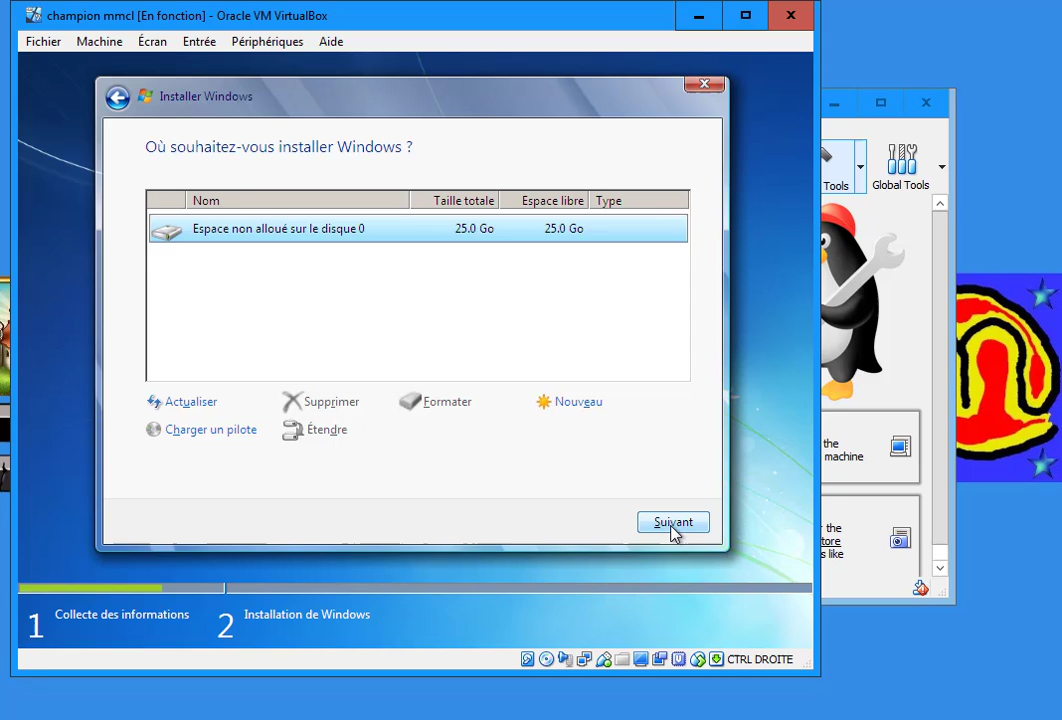 champion mmcl [En fonction] - Oracle VM VirtualBox
Fichier Machine Écran Entrée Périphériques Aide
Installer Windows
Où souhaitez-vous installer Windows ?
Nom Taille totale Espace libre Type
Espace non alloué sur le disque 0 25.0 Go 25.0 Go
Actualiser Supprimer Formater Nouveau
Charger un pilote Étendre
Suivant
1 Collecte des informations 2 Installation de Windows
CTRL DROITE
Tools Global Tools
the
machine
r the
tore
s like